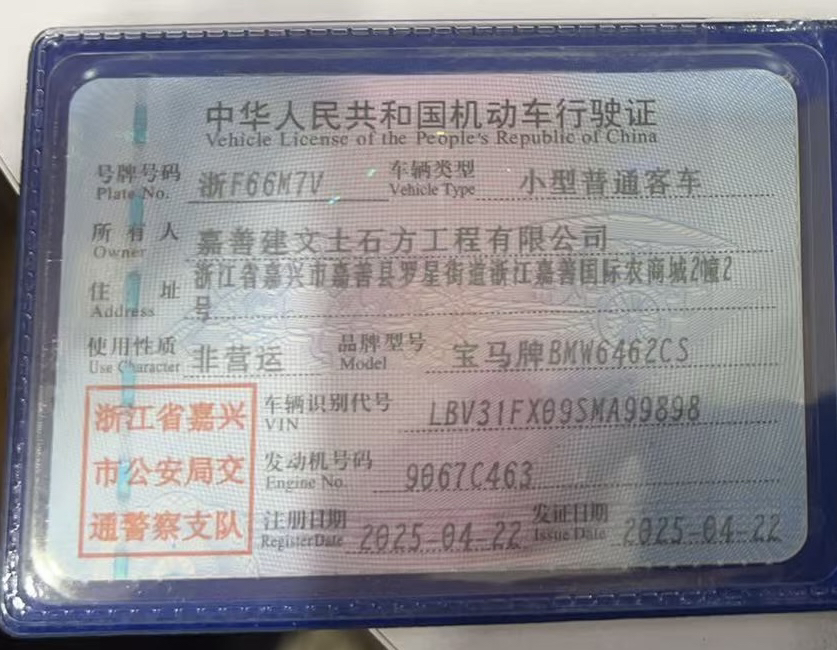 中华人民共和国机动车行驶证
Vehicle License of the People's Republic of China
号牌号码 浙F66M7V 车辆类型 小型普通客车
Plate No. Vehicle Type
所有人 嘉善建文土石方工程有限公司
Owner
住址 浙江省嘉兴市嘉善县罗星街道浙江嘉善国际农商城2幢2
Address 号
使用性质 非营运 品牌型号 宝马牌BMW6462CS
Use Character Model
浙江省嘉兴 车辆识别代号 LBV31FX09SMA99898
VIN
市公安局交 发动机号码 9067C463
Engine No.
通警察支队 注册日期 2025-04-22 发证日期 2025-04-22
Register Date Issue Date